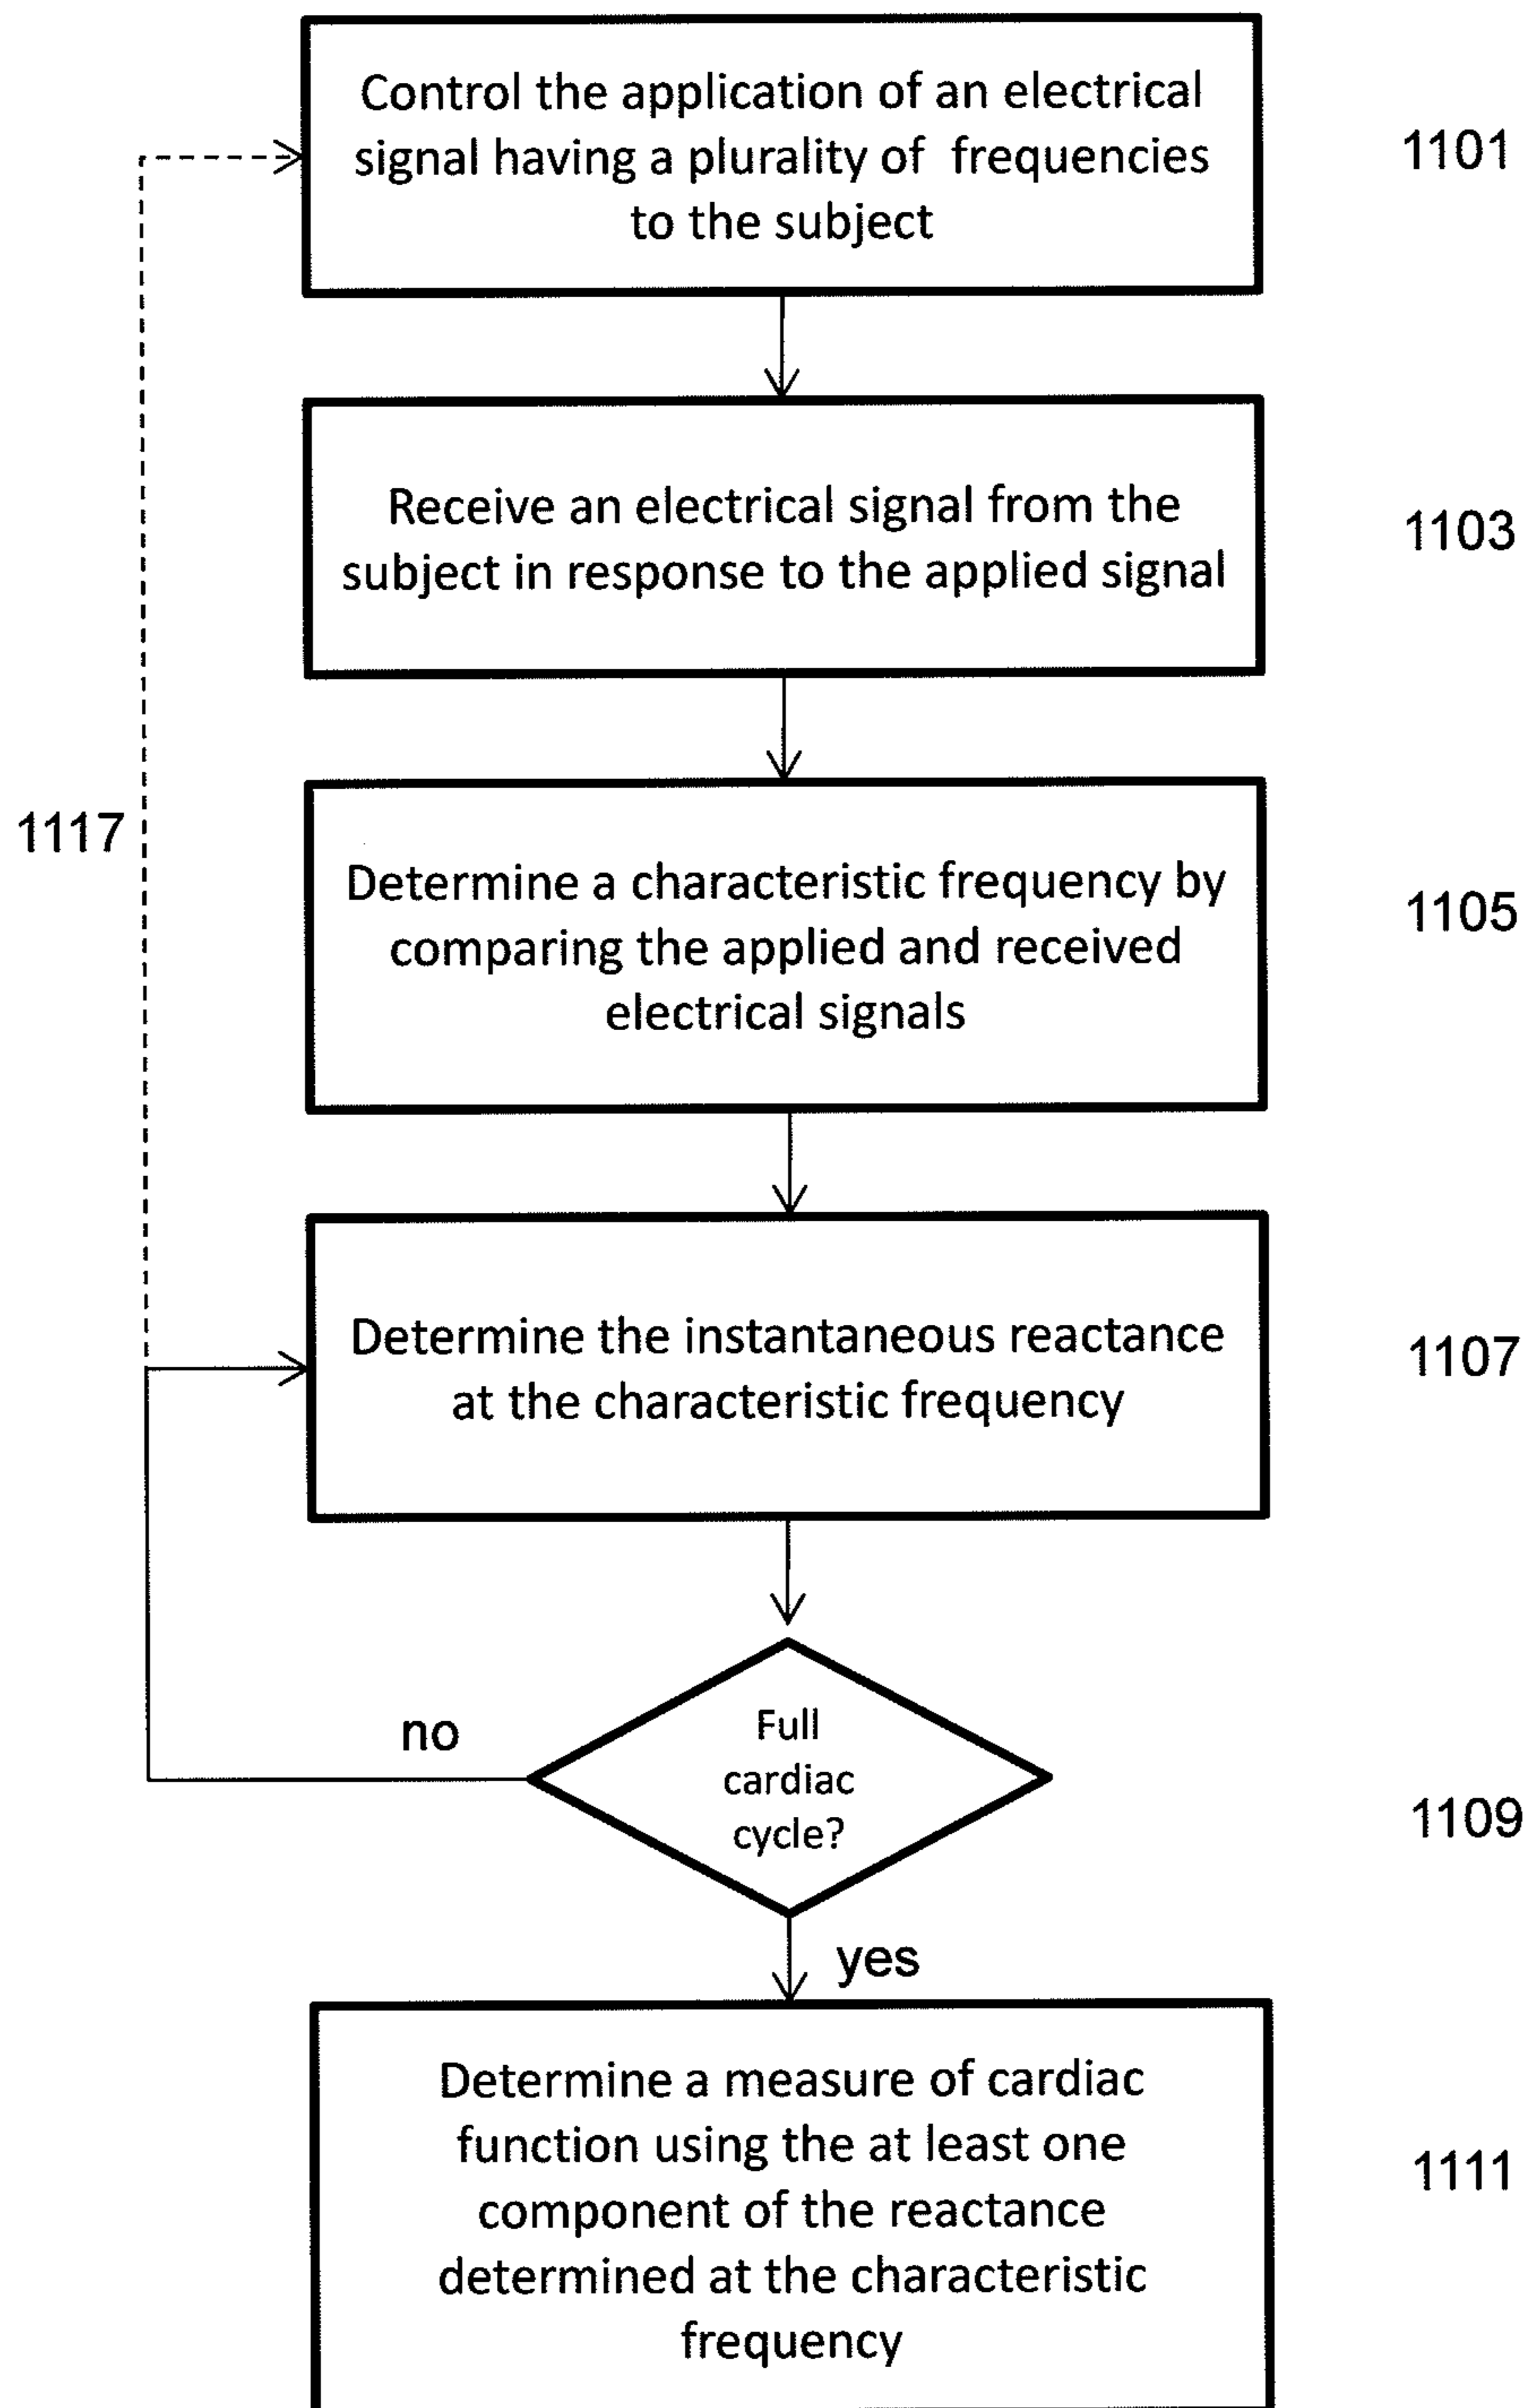 Control the application of an electrical
signal having a plurality of frequencies
to the subject
1101
Receive an electrical signal from the
subject in response to the applied signal
1103
1117
Determine a characteristic frequency by
comparing the applied and received
electrical signals
1105
Determine the instantaneous reactance
at the characteristic frequency
1107
no
Full
cardiac
cycle?
1109
yes
Determine a measure of cardiac
function using the at least one
component of the reactance
determined at the characteristic
frequency
1111